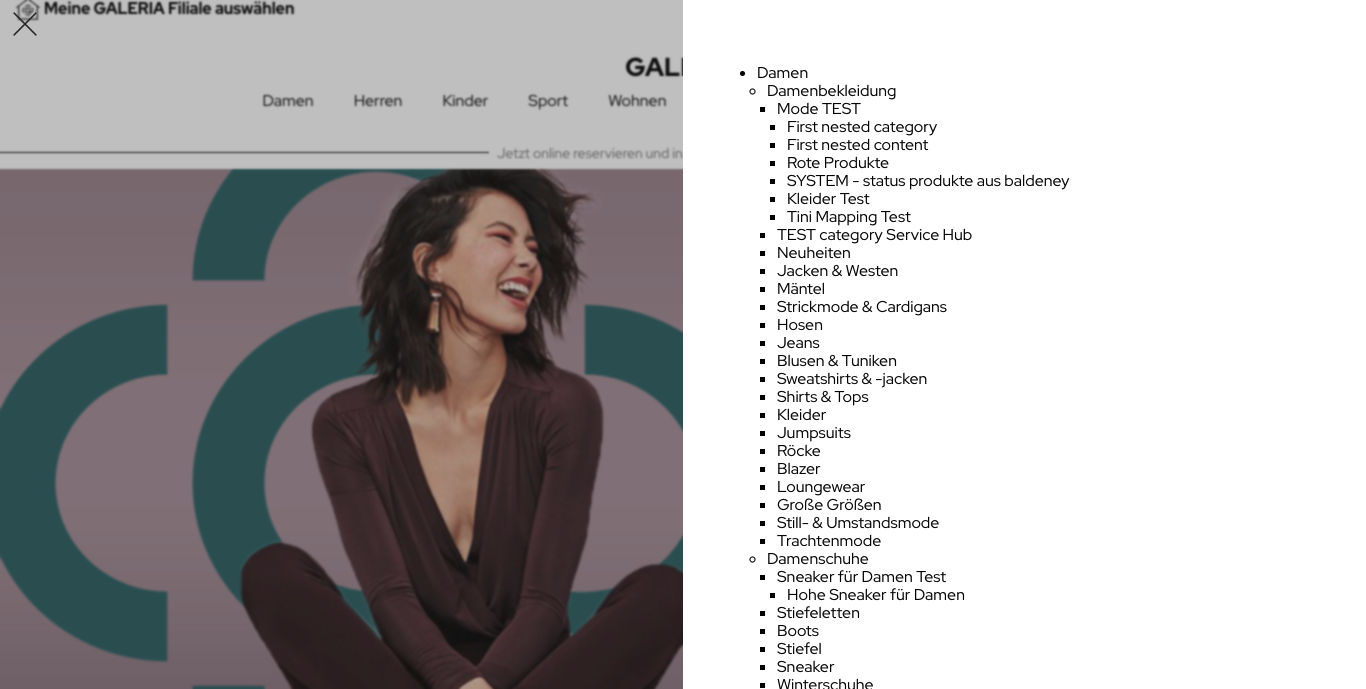 Meine GALERIA Filiale auswählen
GAL
Damen Herren Kinder Sport Wohnen
Jetzt online reservieren und in
Damen
Damenbekleidung
Mode TEST
First nested category
First nested content
Rote Produkte
SYSTEM - status produkte aus baldeney
Kleider Test
Tini Mapping Test
TEST category Service Hub
Neuheiten
Jacken & Westen
Mäntel
Strickmode & Cardigans
Hosen
Jeans
Blusen & Tuniken
Sweatshirts & -jacken
Shirts & Tops
Kleider
Jumpsuits
Röcke
Blazer
Loungewear
Große Größen
Still- & Umstandsmode
Trachtenmode
Damenschuhe
Sneaker für Damen Test
Hohe Sneaker für Damen
Stiefeletten
Boots
Stiefel
Sneaker
Winterschuhe